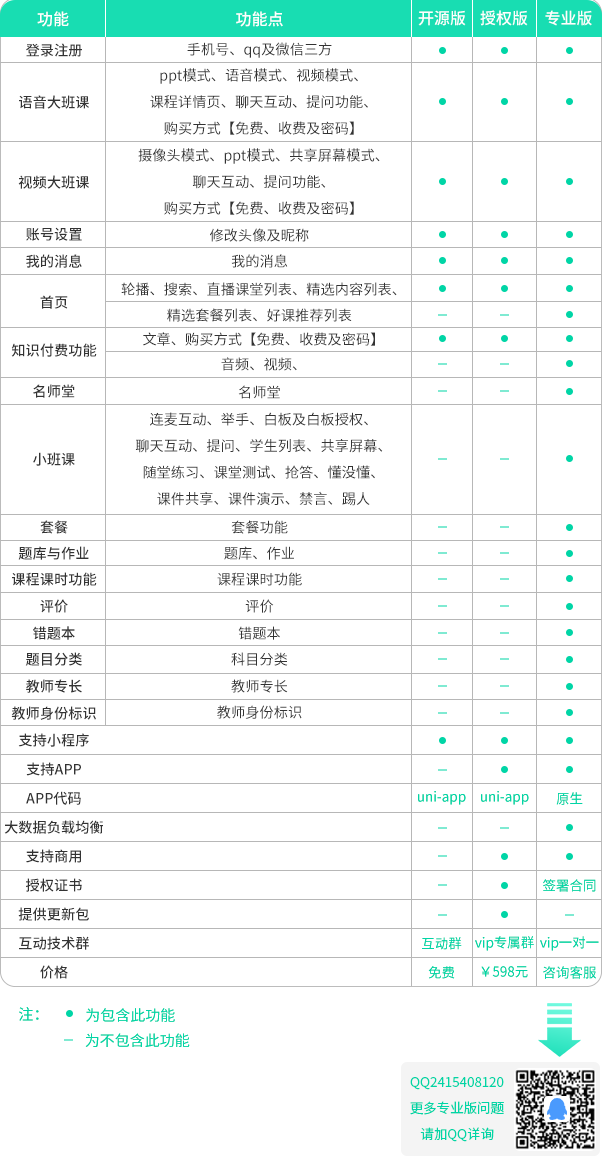 功能 功能点 开源版 授权版 专业版
登录注册 手机号、qq及微信三方 ● ● ●
ppt模式、语音模式、视频模式、
语音大班课 课程详情页、聊天互动、提问功能、 ● ● ●
购买方式【免费、收费及密码】
摄像头模式、ppt模式、共享屏幕模式、
视频大班课 聊天互动、提问功能、 ● ● ●
购买方式【免费、收费及密码】
账号设置 修改头像及昵称 ● ● ●
我的消息 我的消息 ● ● ●
首页 轮播、搜索、直播课堂列表、精选内容列表、 ● ● ●
精选套餐列表、好课推荐列表 — — ●
知识付费功能 文章、购买方式【免费、收费及密码】 ● ● ●
音频、视频、 — — ●
名师堂 名师堂 — — ●
连麦互动、举手、白板及白板授权、
聊天互动、提问、学生列表、共享屏幕、
小班课 — — ●
随堂练习、课堂测试、抢答、懂没懂、
课件共享、课件演示、禁言、踢人
套餐 套餐功能 — — ●
题库与作业 题库、作业 — — ●
课程课时功能 课程课时功能 — — ●
评价 评价 — — ●
错题本 错题本 — — ●
题目分类 科目分类 — — ●
教师专长 教师专长 — — ●
教师身份标识 教师身份标识 — — ●
支持小程序 ● ● ●
支持APP — ● ●
APP代码 uni-app uni-app 原生
大数据负载均衡 — — ●
支持商用 — ● ●
授权证书 — ● 签署合同
提供更新包 — ● —
互动技术群 互动群 vip专属群 vip一对一
价格 免费 ￥598元 咨询客服
注： ● 为包含此功能
— 为不包含此功能
QQ2415408120
更多专业版问题
请加QQ详询